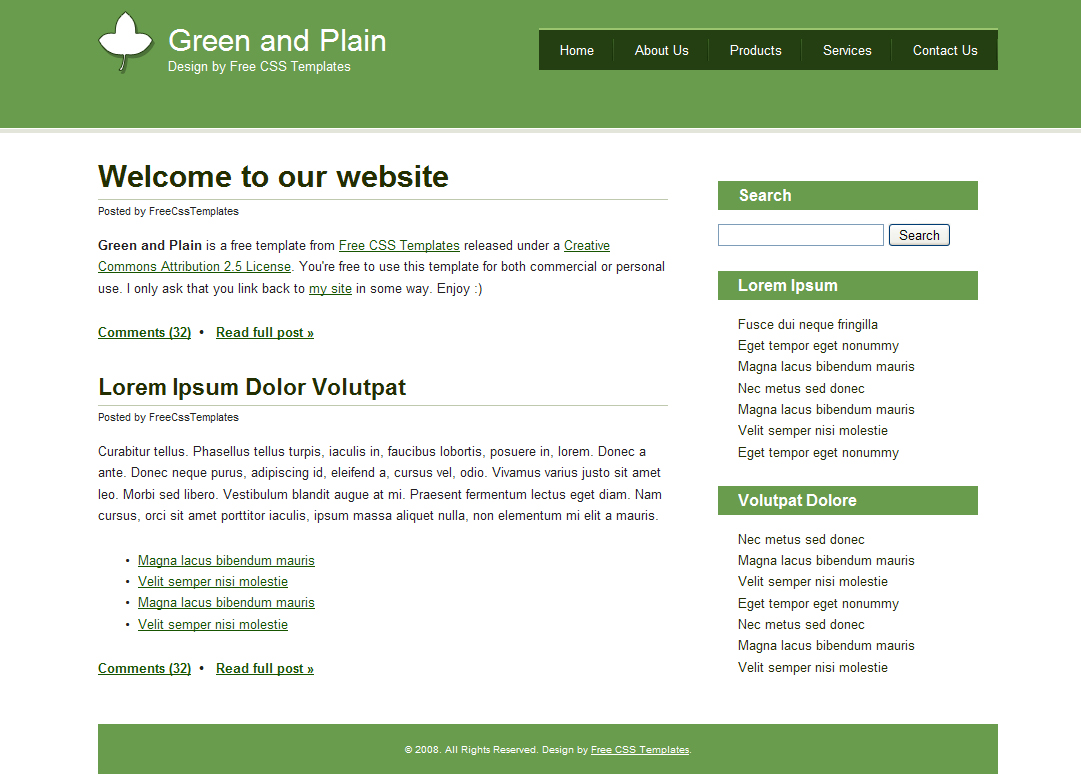 Green and Plain
Design by Free CSS Templates
Home About Us Products Services Contact Us
Welcome to our website
Posted by FreeCssTemplates
Green and Plain is a free template from Free CSS Templates released under a Creative
Commons Attribution 2.5 License. You're free to use this template for both commercial or personal
use. I only ask that you link back to my site in some way. Enjoy :)
Comments (32) • Read full post »
Lorem Ipsum Dolor Volutpat
Posted by FreeCssTemplates
Curabitur tellus. Phasellus tellus turpis, iaculis in, faucibus lobortis, posuere in, lorem. Donec a
ante. Donec neque purus, adipiscing id, eleifend a, cursus vel, odio. Vivamus varius justo sit amet
leo. Morbi sed libero. Vestibulum blandit augue at mi. Praesent fermentum lectus eget diam. Nam
cursus, orci sit amet porttitor iaculis, ipsum massa aliquet nulla, non elementum mi elit a mauris.
• Magna lacus bibendum mauris
• Velit semper nisi molestie
• Magna lacus bibendum mauris
• Velit semper nisi molestie
Comments (32) • Read full post »
Search
Search
Lorem Ipsum
Fusce dui neque fringilla
Eget tempor eget nonummy
Magna lacus bibendum mauris
Nec metus sed donec
Magna lacus bibendum mauris
Velit semper nisi molestie
Eget tempor eget nonummy
Volutpat Dolore
Nec metus sed donec
Magna lacus bibendum mauris
Velit semper nisi molestie
Eget tempor eget nonummy
Nec metus sed donec
Magna lacus bibendum mauris
Velit semper nisi molestie
© 2008. All Rights Reserved. Design by Free CSS Templates.